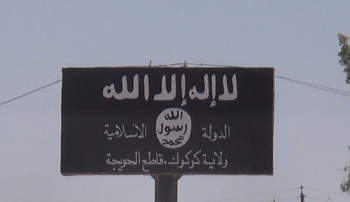 لا إله إلا الله
الدولة الاسلامية
الله
رسول
محمد
ولاية كركوك - قاطع الحويجة